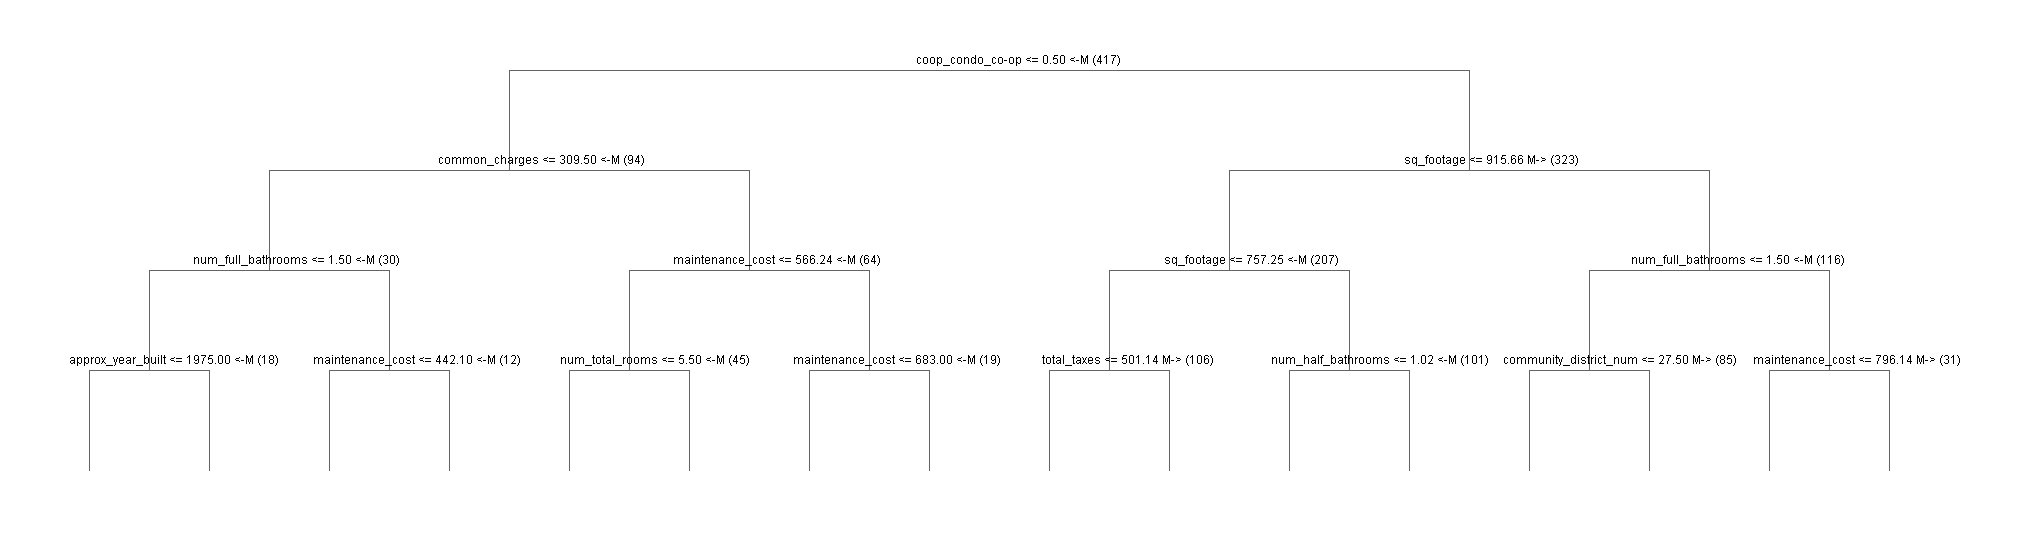 coop_condo_co-op <= 0.50 <-M (417)
common_charges <= 309.50 <-M (94)
sq_footage <= 915.66 M-> (323)
num_full_bathrooms <= 1.50 <-M (30)
maintenance_cost <= 566.24 <-M (64)
sq_footage <= 757.25 <-M (207)
num_full_bathrooms <= 1.50 <-M (116)
approx_year_built <= 1975.00 <-M (18)
maintenance_cost <= 442.10 <-M (12)
num_total_rooms <= 5.50 <-M (45)
maintenance_cost <= 683.00 <-M (19)
total_taxes <= 501.14 M-> (106)
num_half_bathrooms <= 1.02 <-M (101)
community_district_num <= 27.50 M-> (85)
maintenance_cost <= 796.14 M-> (31)